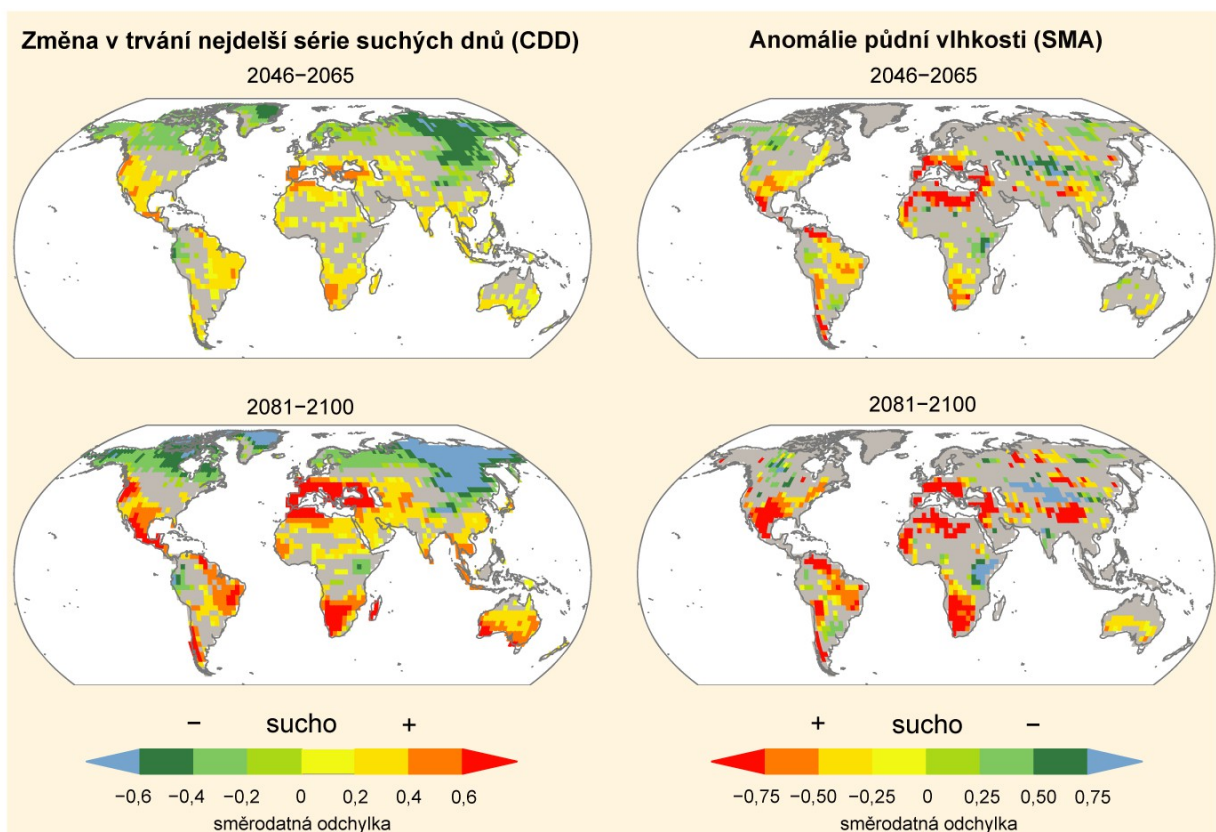 Změna v trvání nejdelší série suchých dnů (CDD)
2046−2065
2081−2100
− sucho +
−0,6 −0,4 −0,2 0 0,2 0,4 0,6
směrodatná odchylka
Anomálie půdní vlhkosti (SMA)
2046−2065
2081−2100
+ sucho −
−0,75 −0,50 −0,25 0 0,25 0,50 0,75
směrodatná odchylka